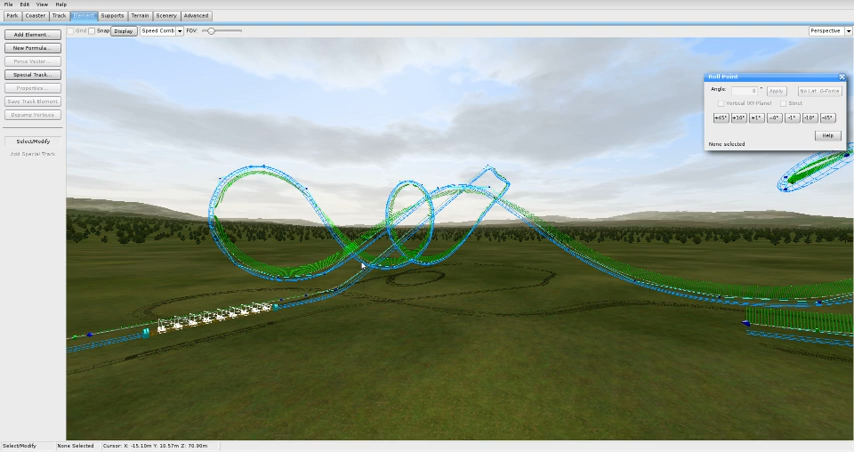 File Edit View Help
Park Coaster Track Element Supports Terrain Scenery Advanced
Add Element... Grid Snap Display Speed Comb FOV: Perspective
New Formula...
Force Vector...
Special Track...
Properties...
Save Track Element
Select/Modify
Add Special Track
Roll Point
Angle: 0 ° Apply No Lat. G-Force
Vertical (XY-Plane) Strict
+45° +10° +1° =0° -1° -10° -45°
Help
None selected
Select/Modify None Selected Cursor: X: -15.10m Y: 10.57m Z: 70.90m